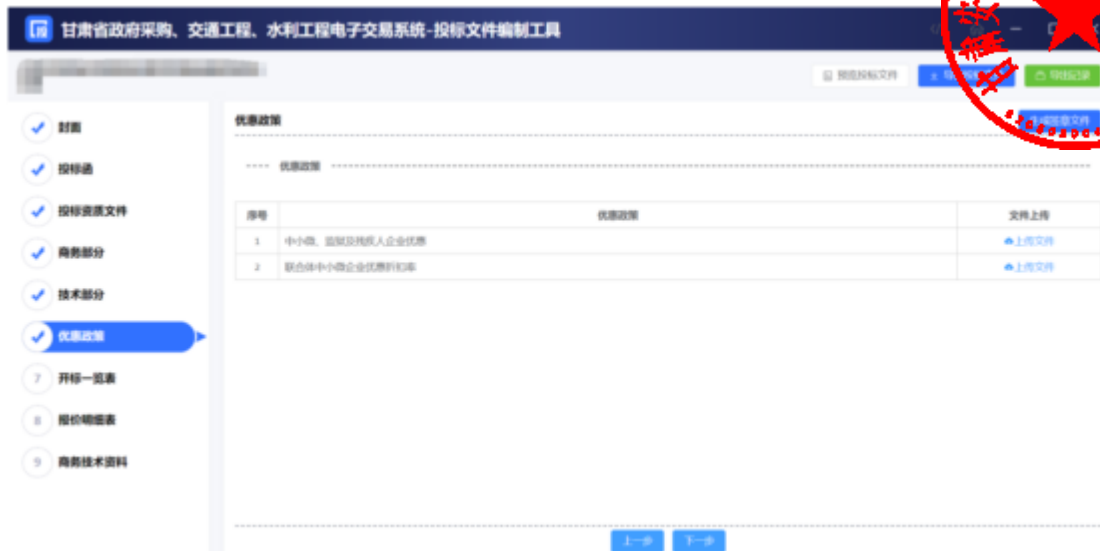 甘肃省政府采购、交通工程、水利工程电子交易系统-投标文件编制工具
预览投标文件
导出记录
封面
投标函
投标资质文件
商务部分
技术部分
优惠政策
7 开标一览表
8 报价明细表
9 商务技术资料
优惠政策
优惠政策
序号 优惠政策 文件上传
1 中小微、监狱及残疾人企业优惠 上传文件
2 联合体中小微企业优惠折扣率 上传文件
上一步 下一步